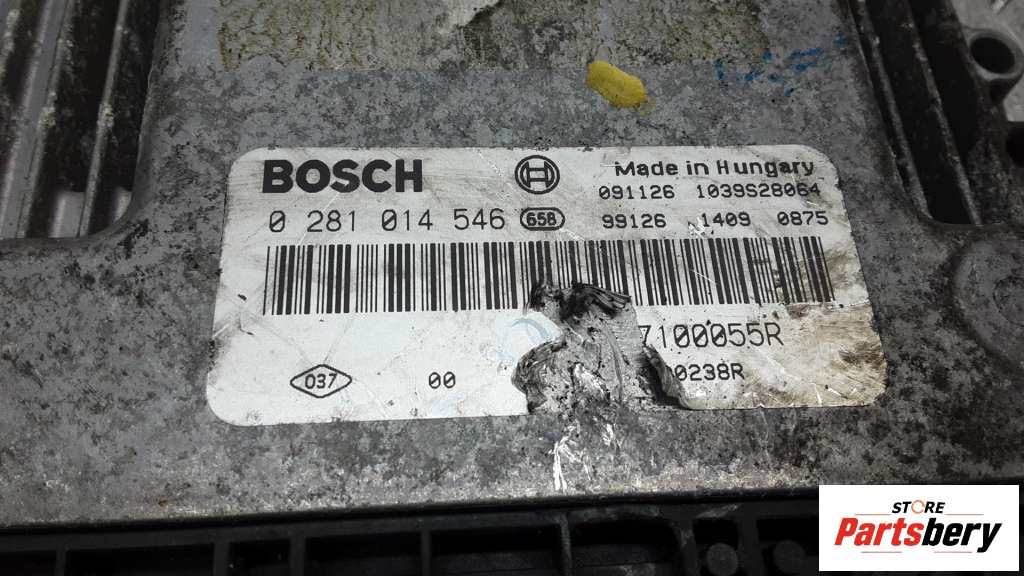 BOSCH
Made in Hungary
091126 1039S28064
0 281 014 546 658
99126 1409 0875
7100055R
037
00
0238R
STORE
Partsbery